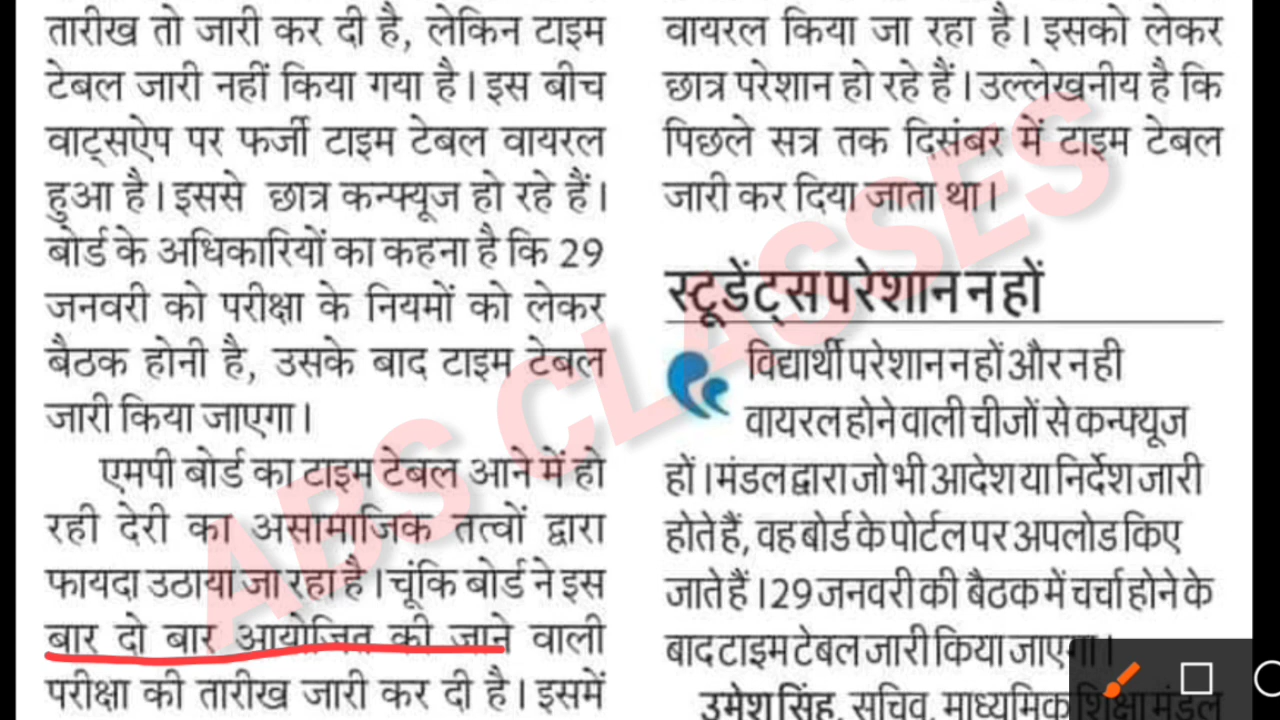 तारीख तो जारी कर दी है, लेकिन टाइम
टेबल जारी नहीं किया गया है। इस बीच
वाट्सऐप पर फर्जी टाइम टेबल वायरल
हुआ है। इससे छात्र कन्फ्यूज हो रहे हैं।
बोर्ड के अधिकारियों का कहना है कि 29
जनवरी को परीक्षा के नियमों को लेकर
बैठक होनी है, उसके बाद टाइम टेबल
जारी किया जाएगा।
एमपी बोर्ड का टाइम टेबल आने में हो
रही देरी का असामाजिक तत्वों द्वारा
फायदा उठाया जा रहा है। चूंकि बोर्ड ने इस
बार दो बार आयोजित की जाने वाली
परीक्षा की तारीख जारी कर दी है। इसमें
वायरल किया जा रहा है। इसको लेकर
छात्र परेशान हो रहे हैं। उल्लेखनीय है कि
पिछले सत्र तक दिसंबर में टाइम टेबल
जारी कर दिया जाता था।
स्टूडेंट्स परेशान न हों
विद्यार्थी परेशान न हों और न ही
वायरल होने वाली चीजों से कन्फ्यूज
हों। मंडल द्वारा जो भी आदेश या निर्देश जारी
होते हैं, वह बोर्ड के पोर्टल पर अपलोड किए
जाते हैं। 29 जनवरी की बैठक में चर्चा होने के
बाद टाइम टेबल जारी किया जाएगा।
उमेश सिंह, सचिव, माध्यमिक शिक्षा मंडल
ABS CLASSES